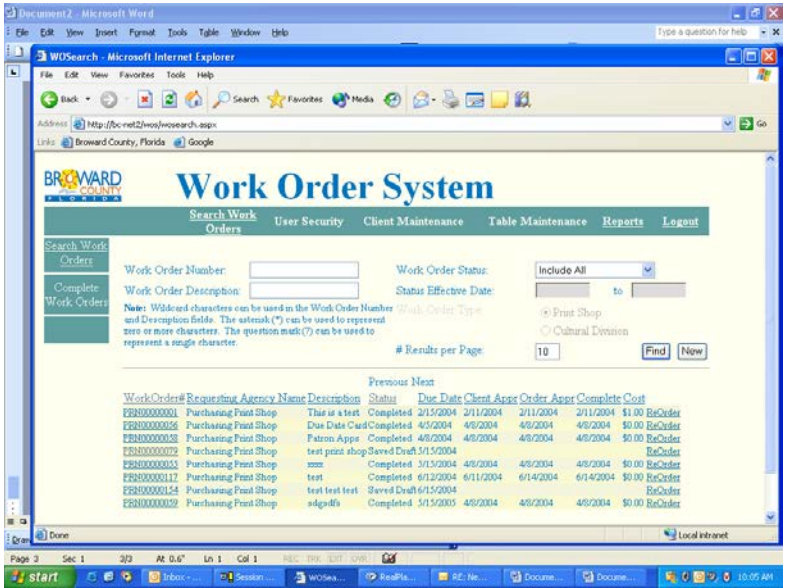 Document2 - Microsoft Word
File Edit View Insert Format Tools Table Window Help Type a question for help
WOSearch - Microsoft Internet Explorer
File Edit View Favorites Tools Help
Back Search Favorites Media
Address http://bc-net2/wos/wosearch.aspx Go
Links Broward County, Florida Google
BROWARD COUNTY
FLORIDA
Work Order System
Search Work Orders User Security Client Maintenance Table Maintenance Reports Logout
Search Work Orders
Complete Work Orders
Work Order Number: Work Order Status: Include All
Work Order Description: Status Effective Date: to
Note: Wildcard characters can be used in the Work Order Number Work Order Type: Print Shop
and Description fields. The asterisk (*) can be used to represent
zero or more characters. The question mark (?) can be used to Cultural Division
represent a single character.
# Results per Page: 10 Find New
Previous Next
WorkOrder# Requesting Agency Name Description Status Due Date Client Appr Order Appr Complete Cost
PRN00000001 Purchasing Print Shop This is a test Completed 2/15/2004 2/11/2004 2/11/2004 2/11/2004 $1.00 ReOrder
PRN00000056 Purchasing Print Shop Due Date Card Completed 4/5/2004 4/8/2004 4/8/2004 4/8/2004 $0.00 ReOrder
PRN00000058 Purchasing Print Shop Patron Apps Completed 4/8/2004 4/8/2004 4/8/2004 4/8/2004 $0.00 ReOrder
PRN00000079 Purchasing Print Shop test print shop Saved Draft 5/15/2004 ReOrder
PRN00000055 Purchasing Print Shop xxxx Completed 5/15/2004 4/8/2004 4/8/2004 4/8/2004 $0.00 ReOrder
PRN00000117 Purchasing Print Shop test Completed 6/12/2004 6/11/2004 6/14/2004 6/14/2004 $0.00 ReOrder
PRN00000154 Purchasing Print Shop test test test Saved Draft 6/15/2004 ReOrder
PRN00000059 Purchasing Print Shop sdgsdfs Completed 5/15/2005 4/8/2004 4/8/2004 4/8/2004 $0.00 ReOrder
Done Local intranet
Page 3 Sec 1 2/3 At 0.6" Ln 1 Col 1 REC TRK EXT OVR
start Inbox - ... Session ... WOSea... RealPla... RE: Ne... Docume... Docume... 10:05 AM